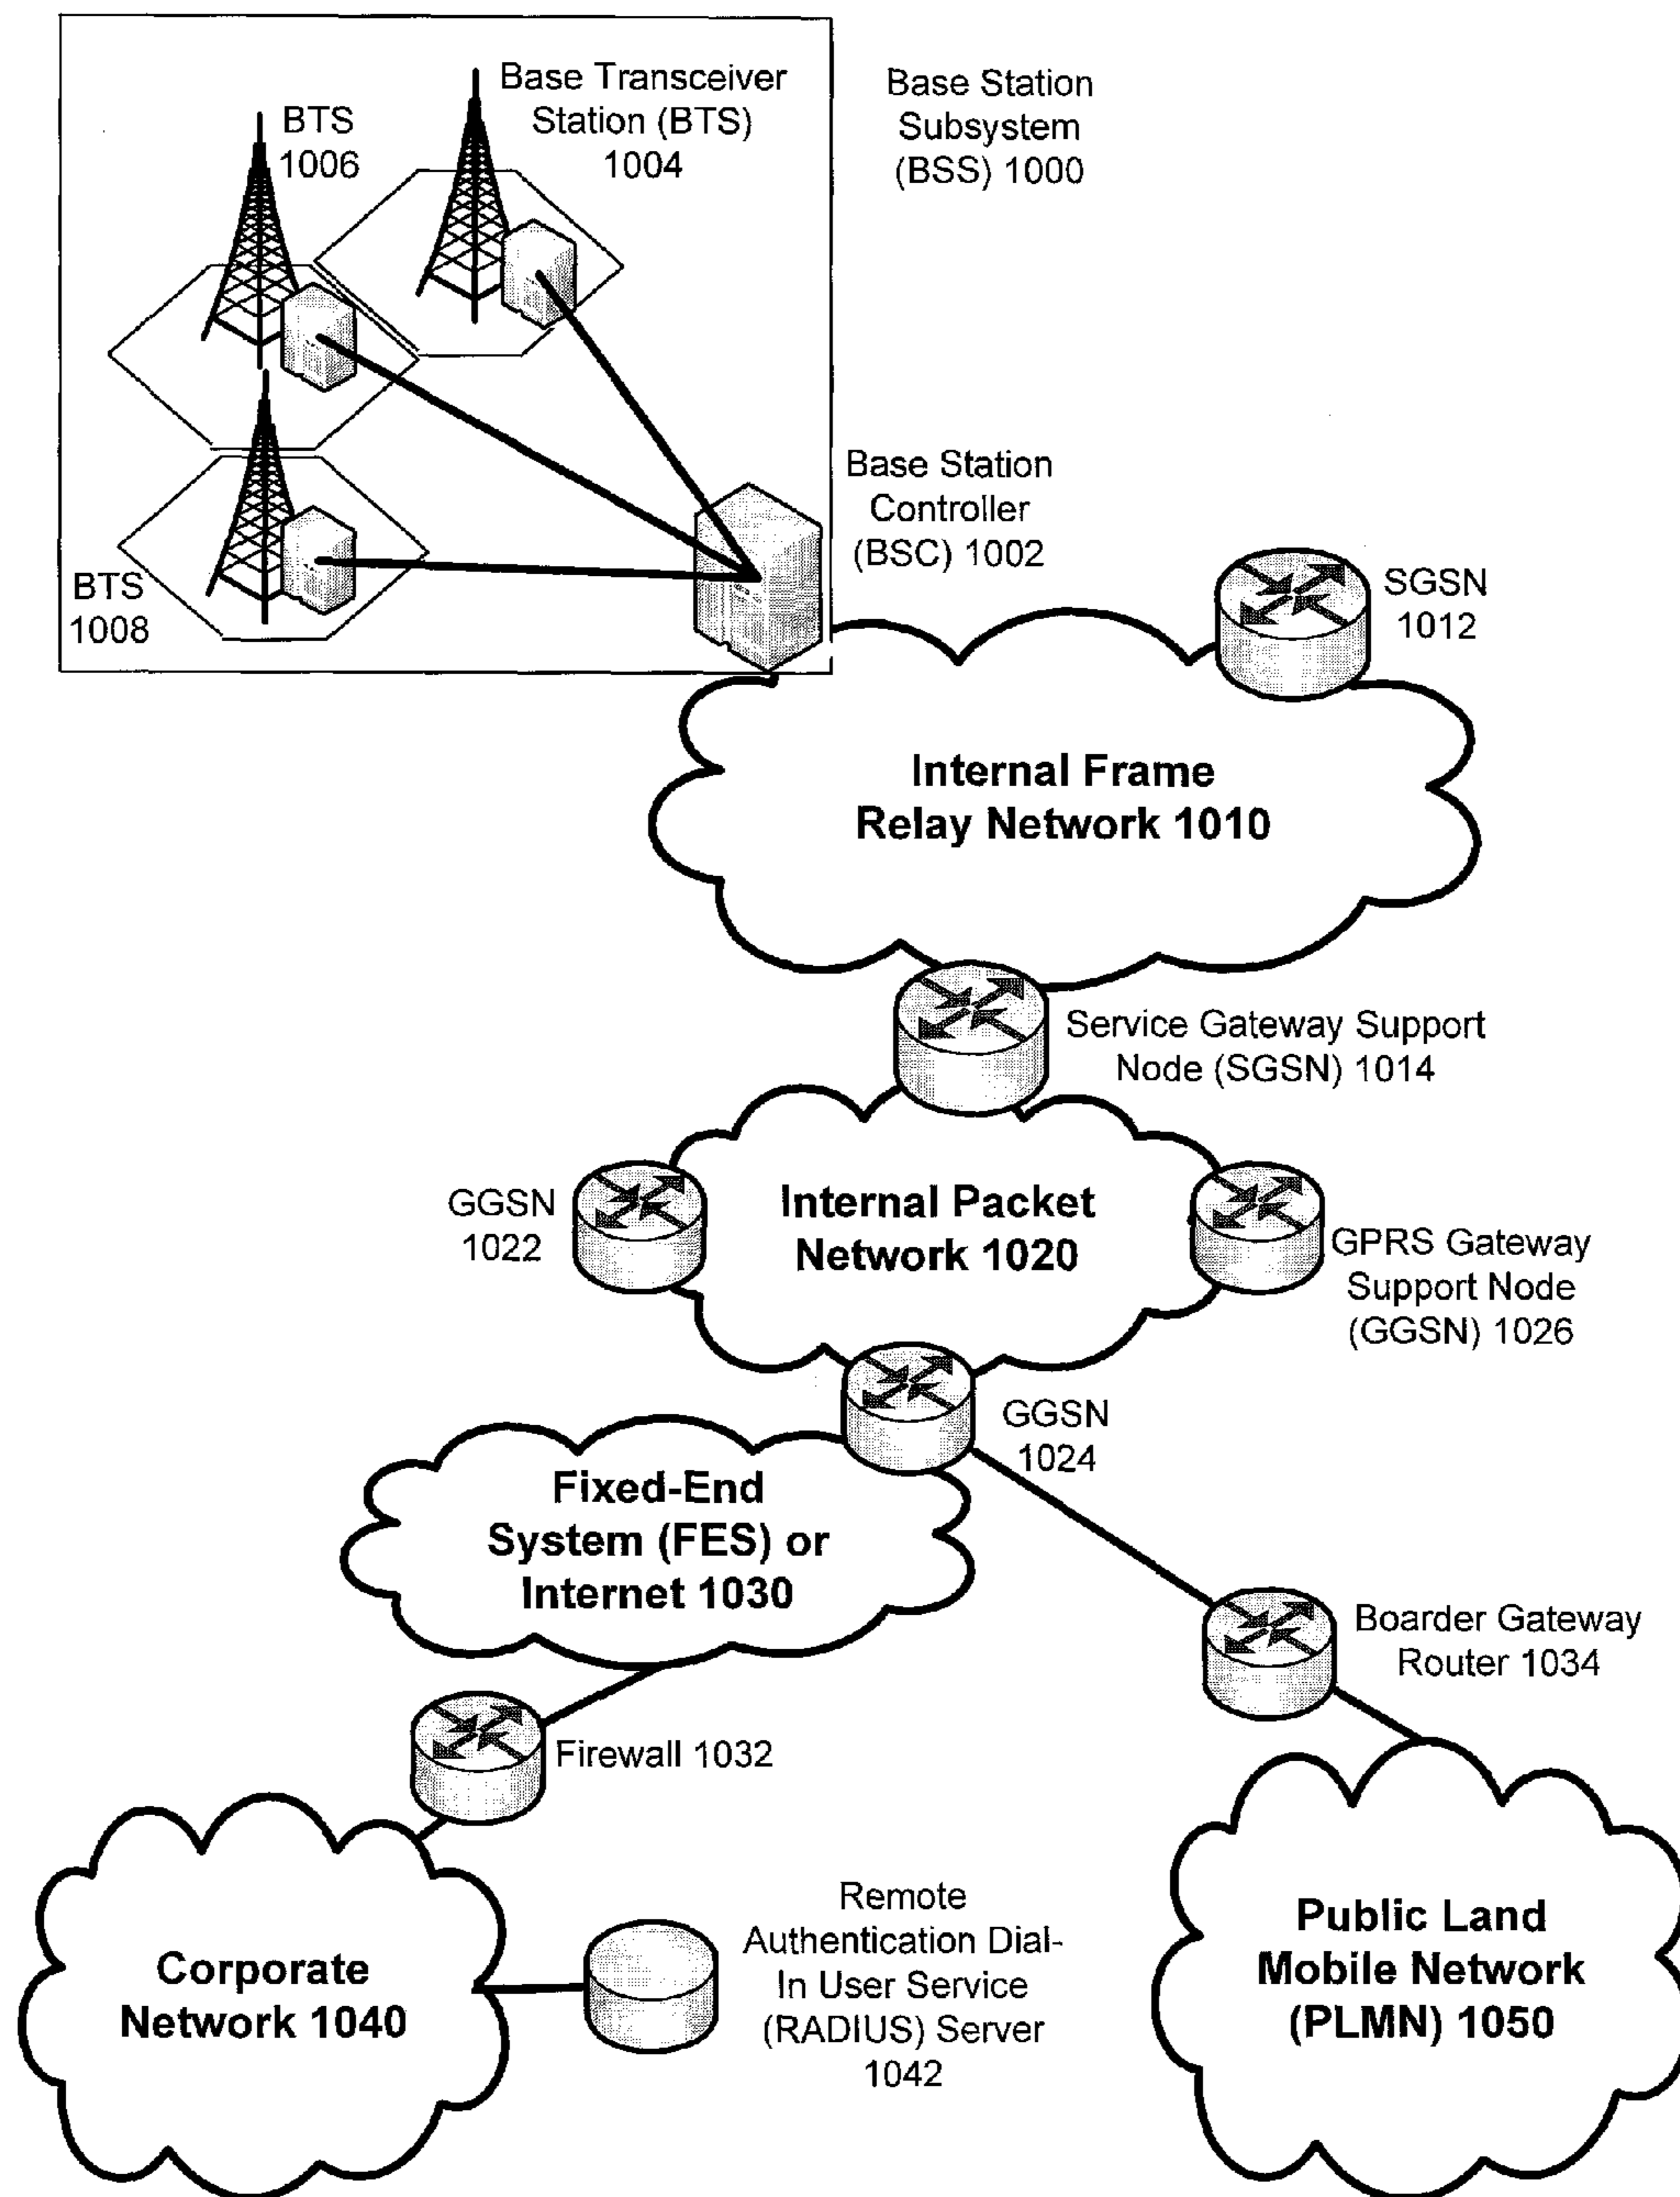 BTS
1006
Base Transceiver
Station (BTS)
1004
Base Station
Subsystem
(BSS) 1000
Base Station
Controller
(BSC) 1002
BTS
1008
SGSN
1012
Internal Frame
Relay Network 1010
Service Gateway Support
Node (SGSN) 1014
GGSN
1022
Internal Packet
Network 1020
GPRS Gateway
Support Node
(GGSN) 1026
GGSN
1024
Fixed-End
System (FES) or
Internet 1030
Boarder Gateway
Router 1034
Firewall 1032
Corporate
Network 1040
Remote
Authentication Dial-
In User Service
(RADIUS) Server
1042
Public Land
Mobile Network
(PLMN) 1050